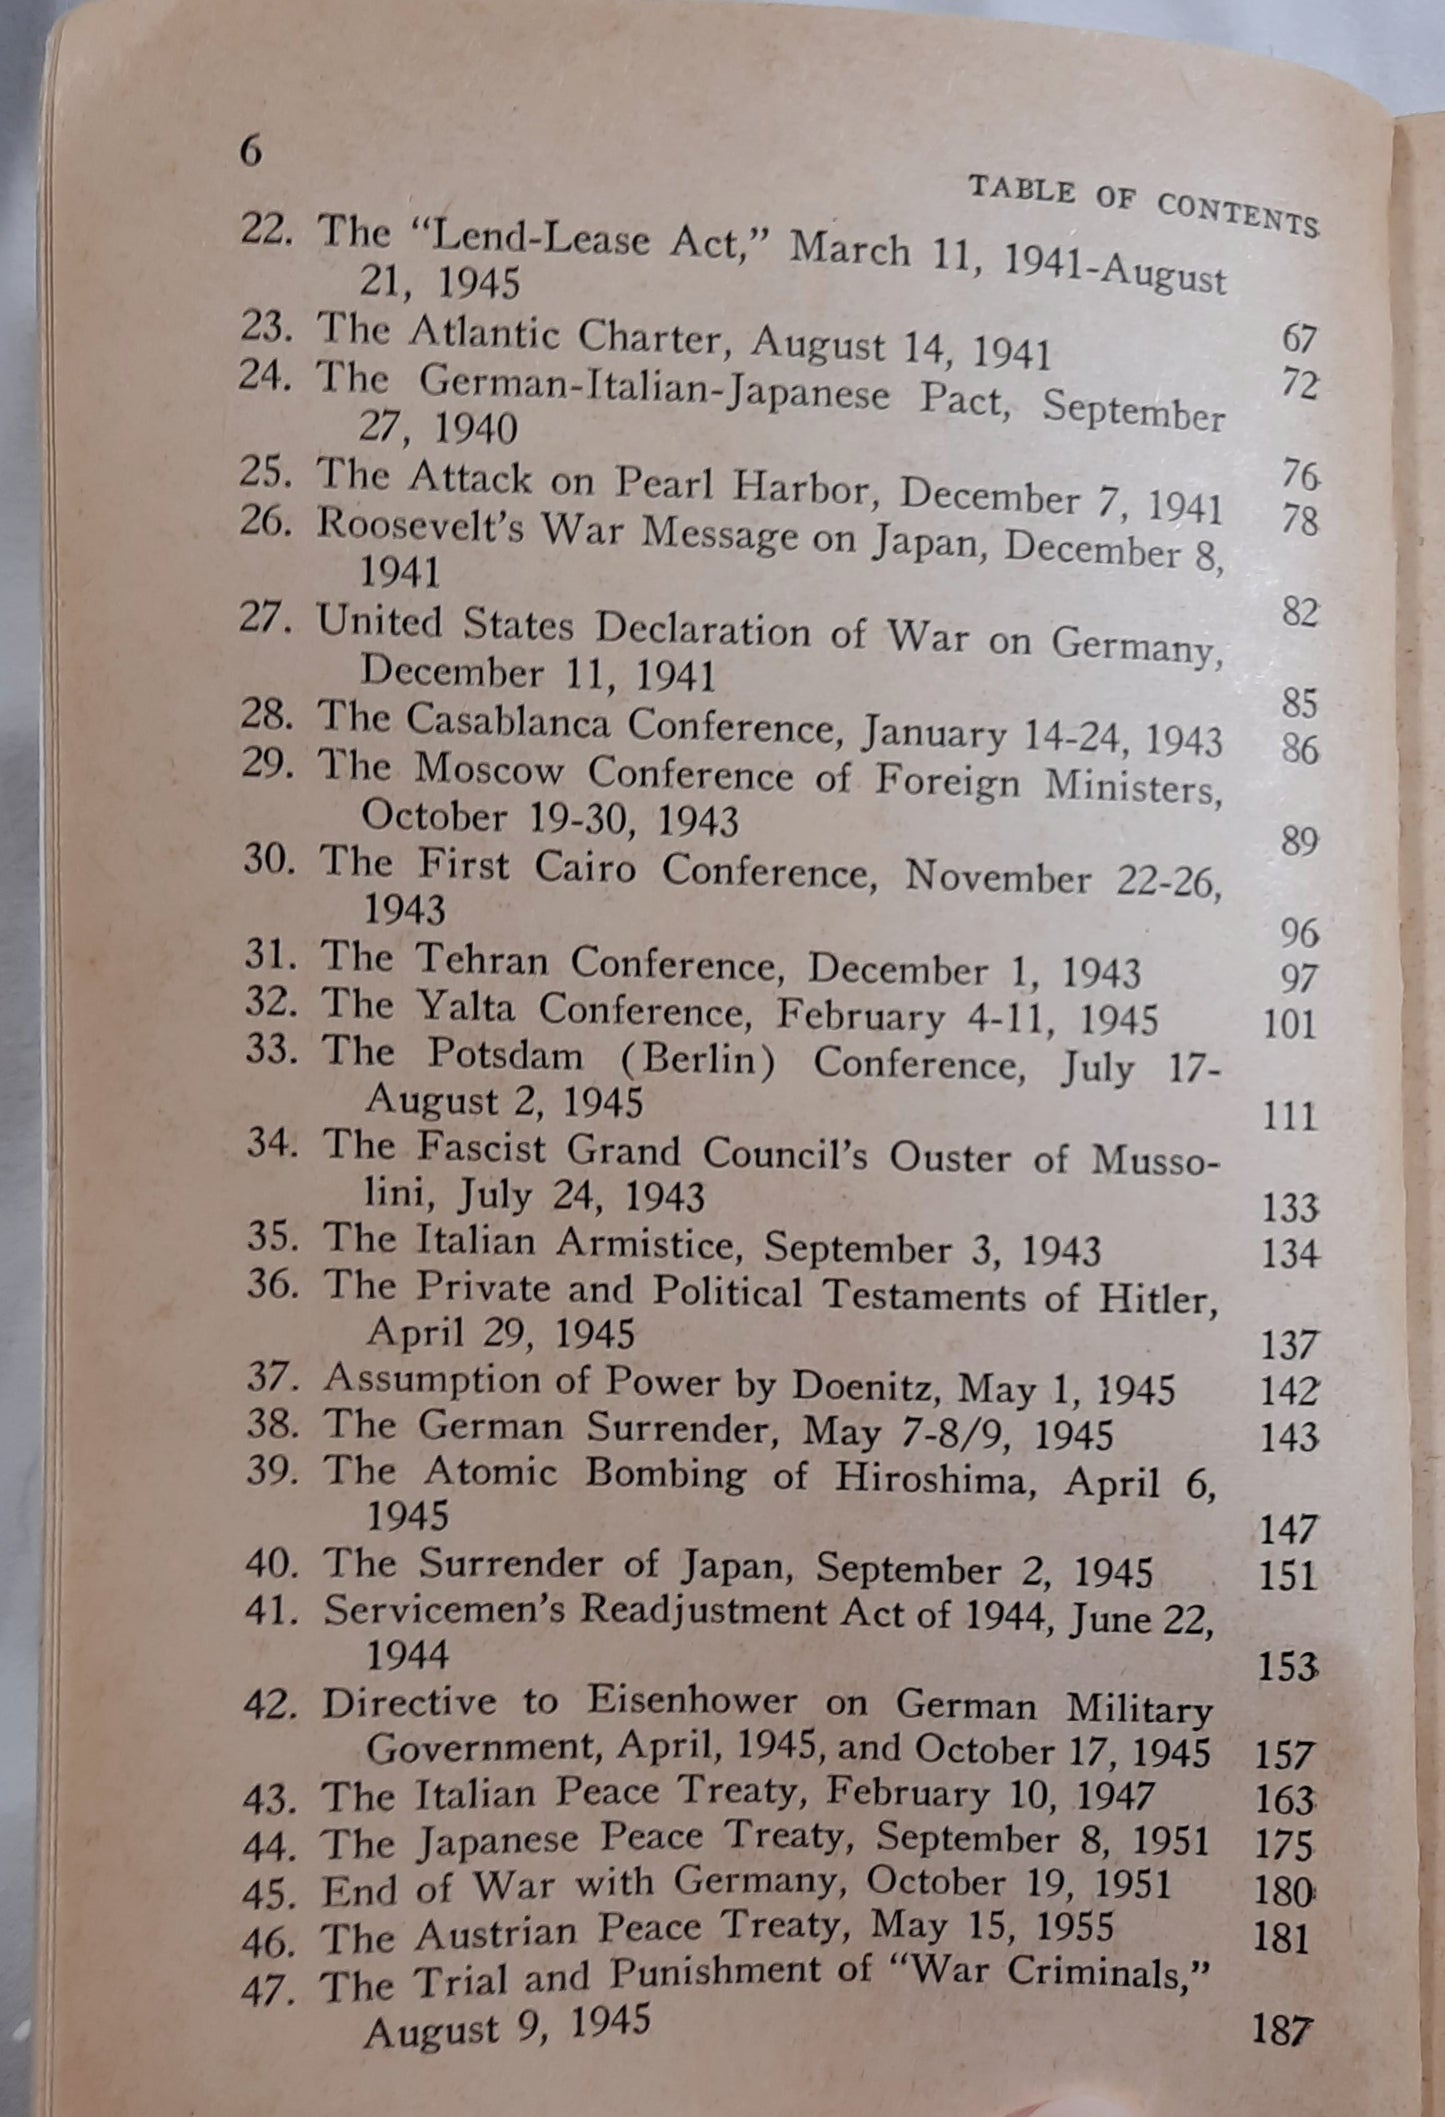 6
TABLE OF CONTENTS
22. The “Lend-Lease Act,” March 11, 1941-August
21, 1945 67
23. The Atlantic Charter, August 14, 1941 72
24. The German-Italian-Japanese Pact, September
27, 1940 76
25. The Attack on Pearl Harbor, December 7, 1941 78
26. Roosevelt’s War Message on Japan, December 8,
1941 82
27. United States Declaration of War on Germany,
December 11, 1941 85
28. The Casablanca Conference, January 14-24, 1943 86
29. The Moscow Conference of Foreign Ministers,
October 19-30, 1943 89
30. The First Cairo Conference, November 22-26,
1943 96
31. The Tehran Conference, December 1, 1943 97
32. The Yalta Conference, February 4-11, 1945 101
33. The Potsdam (Berlin) Conference, July 17-
August 2, 1945 111
34. The Fascist Grand Council’s Ouster of Musso-
lini, July 24, 1943 133
35. The Italian Armistice, September 3, 1943 134
36. The Private and Political Testaments of Hitler,
April 29, 1945 137
37. Assumption of Power by Doenitz, May 1, 1945 142
38. The German Surrender, May 7-8/9, 1945 143
39. The Atomic Bombing of Hiroshima, April 6,
1945 147
40. The Surrender of Japan, September 2, 1945 151
41. Servicemen’s Readjustment Act of 1944, June 22,
1944 153
42. Directive to Eisenhower on German Military
Government, April, 1945, and October 17, 1945 157
43. The Italian Peace Treaty, February 10, 1947 163
44. The Japanese Peace Treaty, September 8, 1951 175
45. End of War with Germany, October 19, 1951 180
46. The Austrian Peace Treaty, May 15, 1955 181
47. The Trial and Punishment of “War Criminals,”
August 9, 1945 187